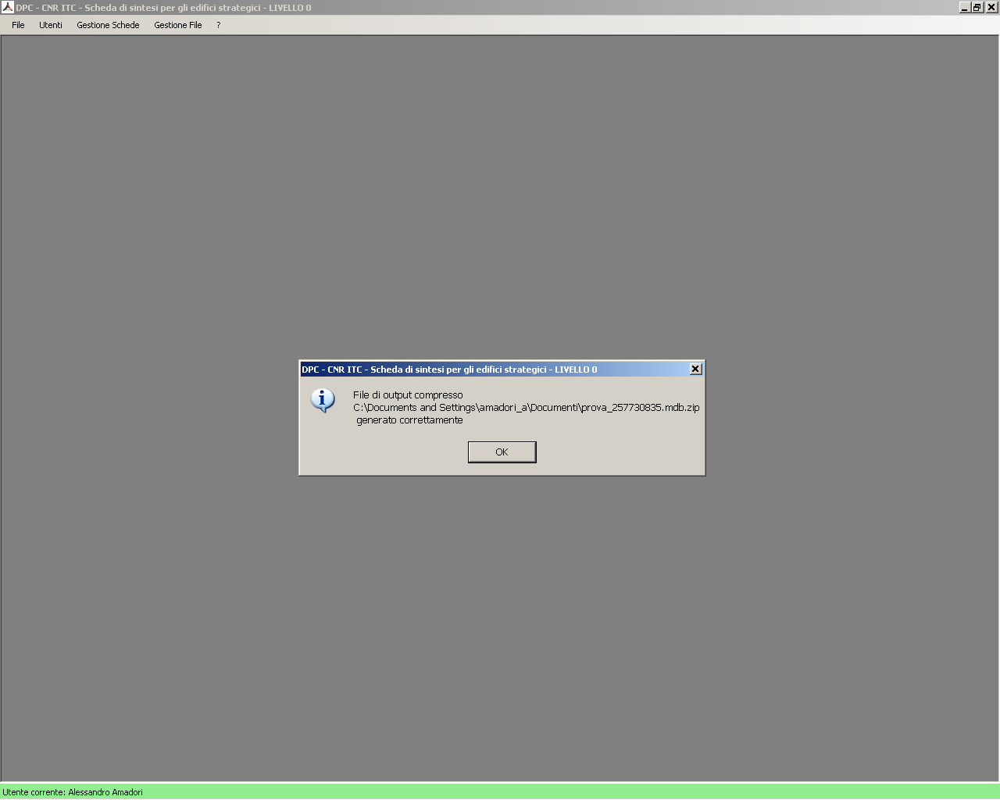 DPC - CNR ITC - Scheda di sintesi per gli edifici strategici - LIVELLO 0
File Utenti Gestione Schede Gestione File ?
DPC - CNR ITC - Scheda di sintesi per gli edifici strategici - LIVELLO 0
File di output compresso
C:\Documents and Settings\amadori_a\Documenti\prova_257730835.mdb.zip
generato correttamente
OK
Utente corrente: Alessandro Amadori